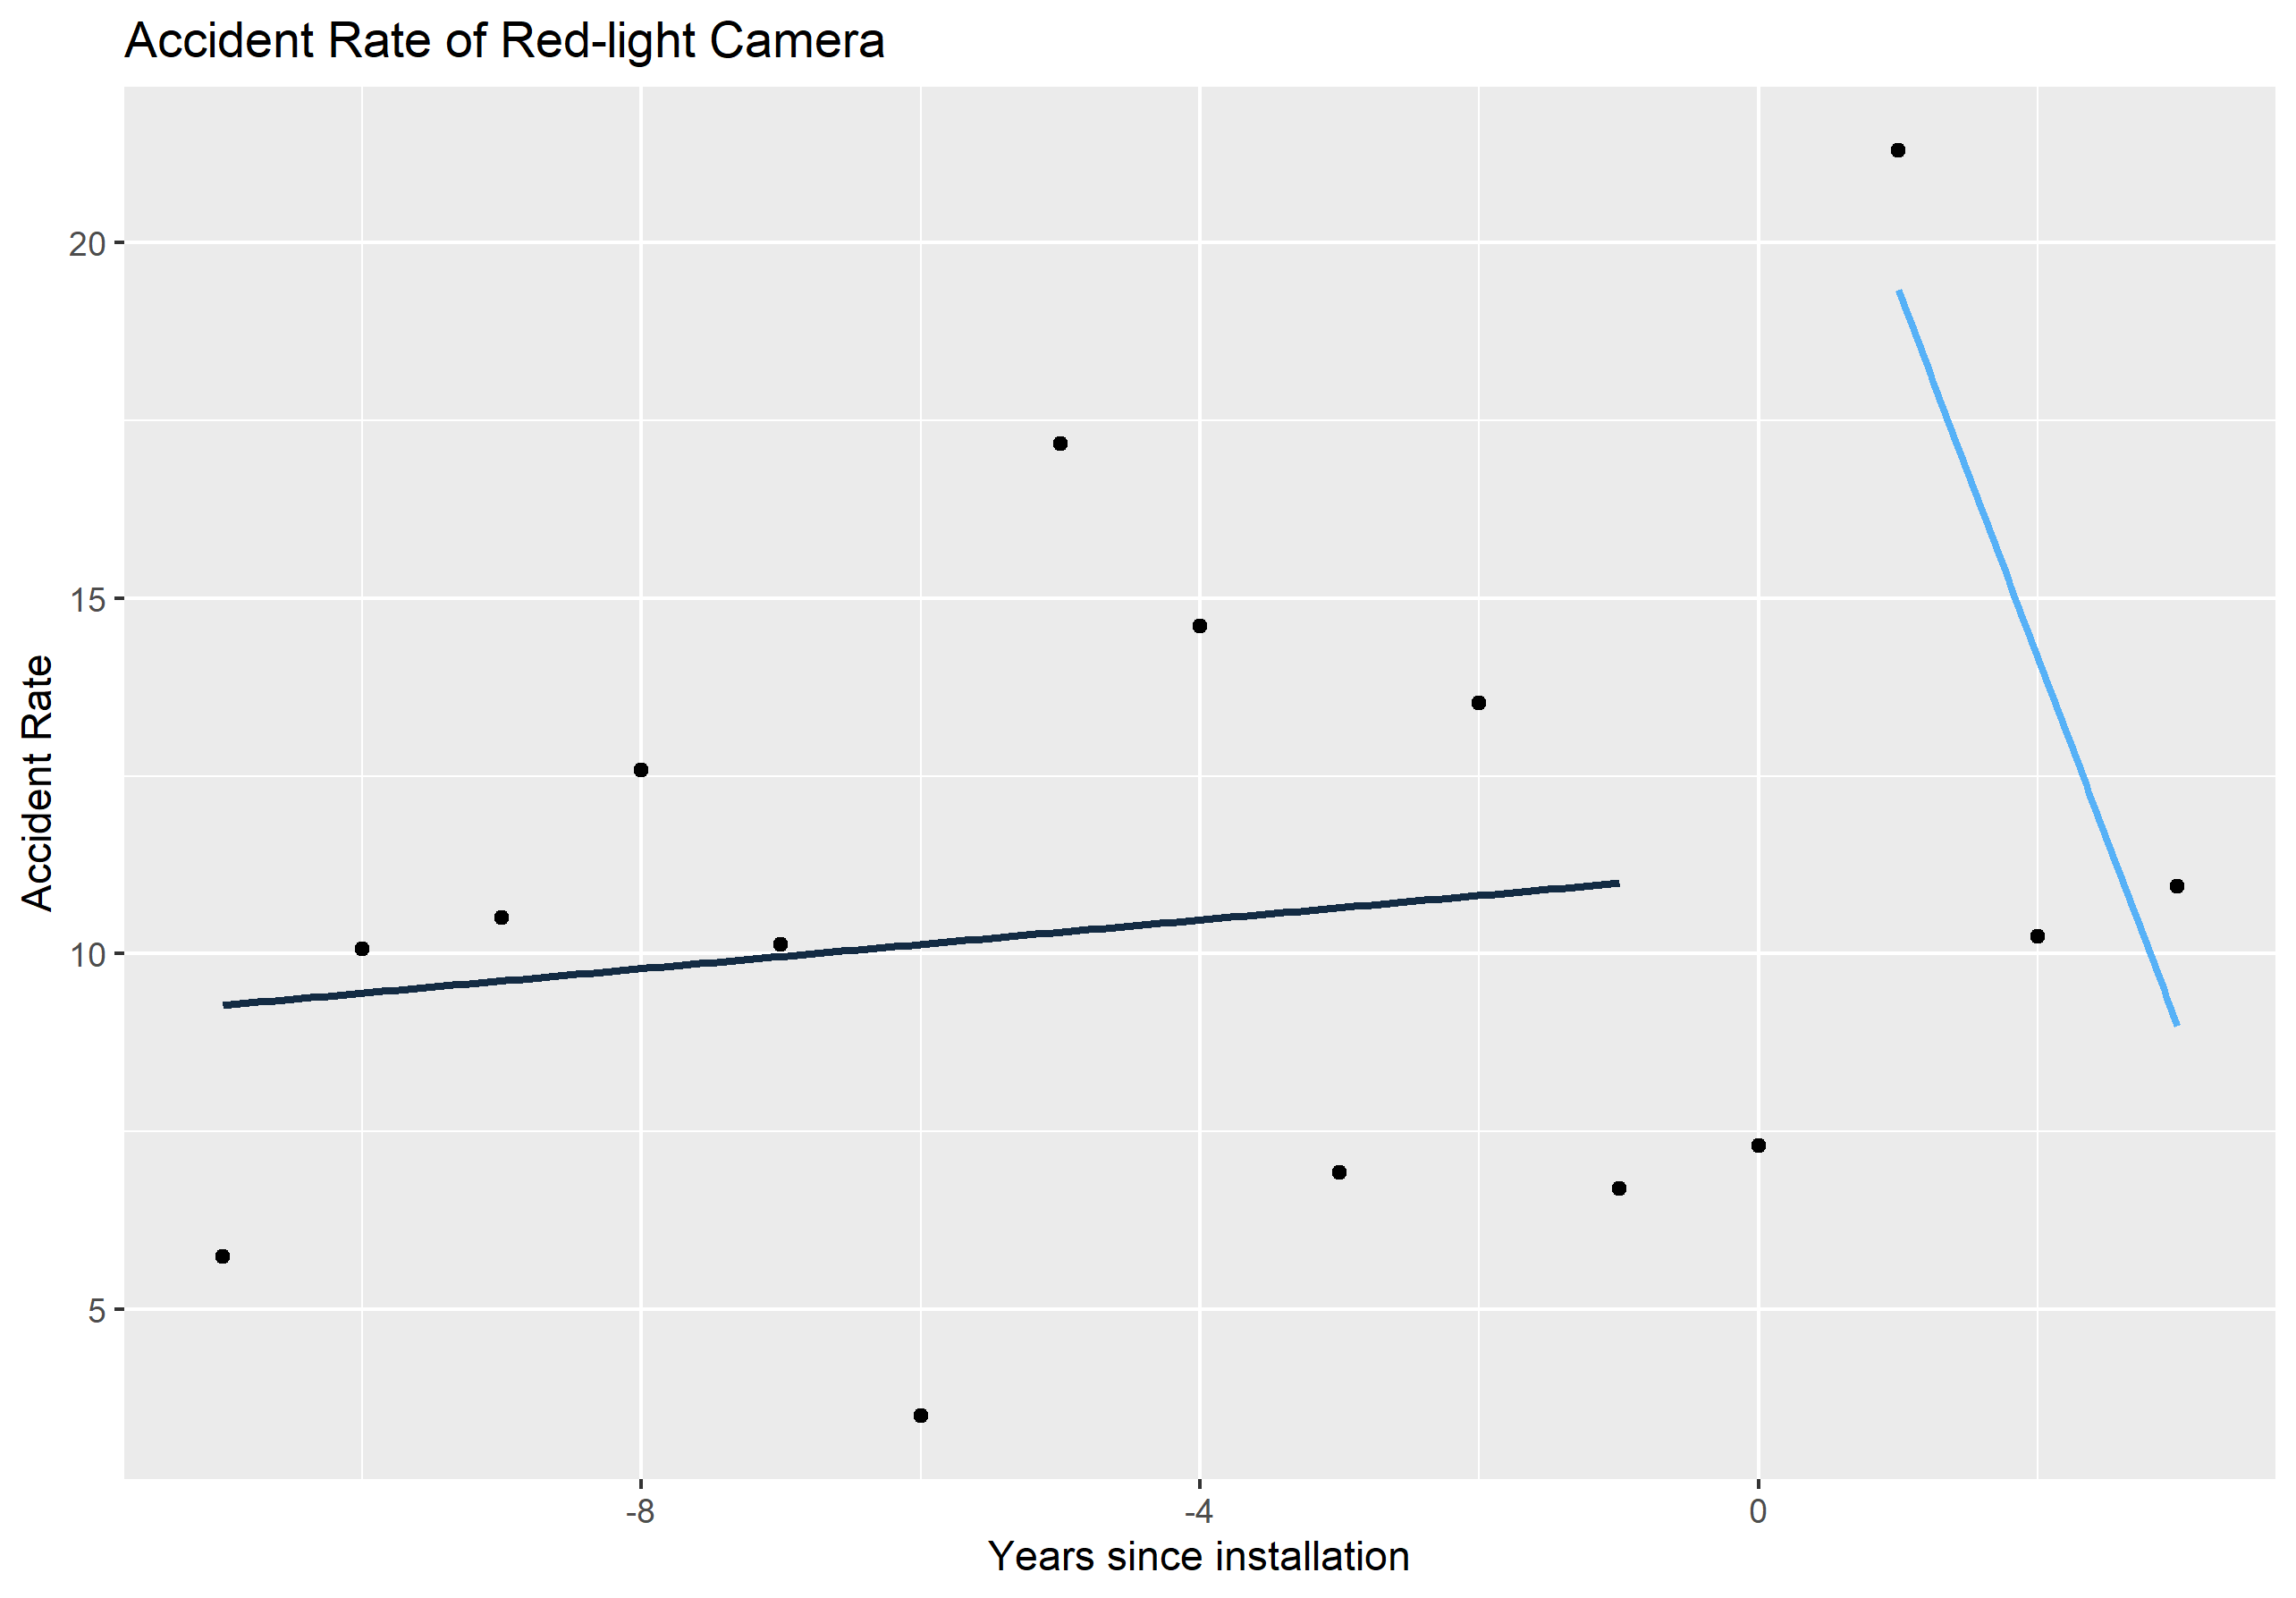 Accident Rate of Red-light Camera
Accident Rate
20
15
10
5
-8
-4
0
Years since installation